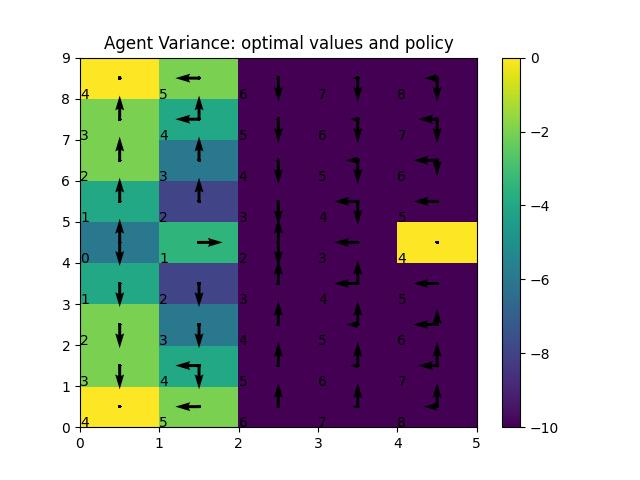 Agent Variance: optimal values and policy
9
0
8 4 5 6 7 8
7 3 4 5 6 7
−2
6 2 3 4 5 6
5 1 2 3 4 5
−4
4 0 1 2 3 4
−6
3 1 2 3 4 5
2 2 3 4 5 6
−8
1 3 4 5 6 7
0 4 5 6 7 8
−10
0 1 2 3 4 5